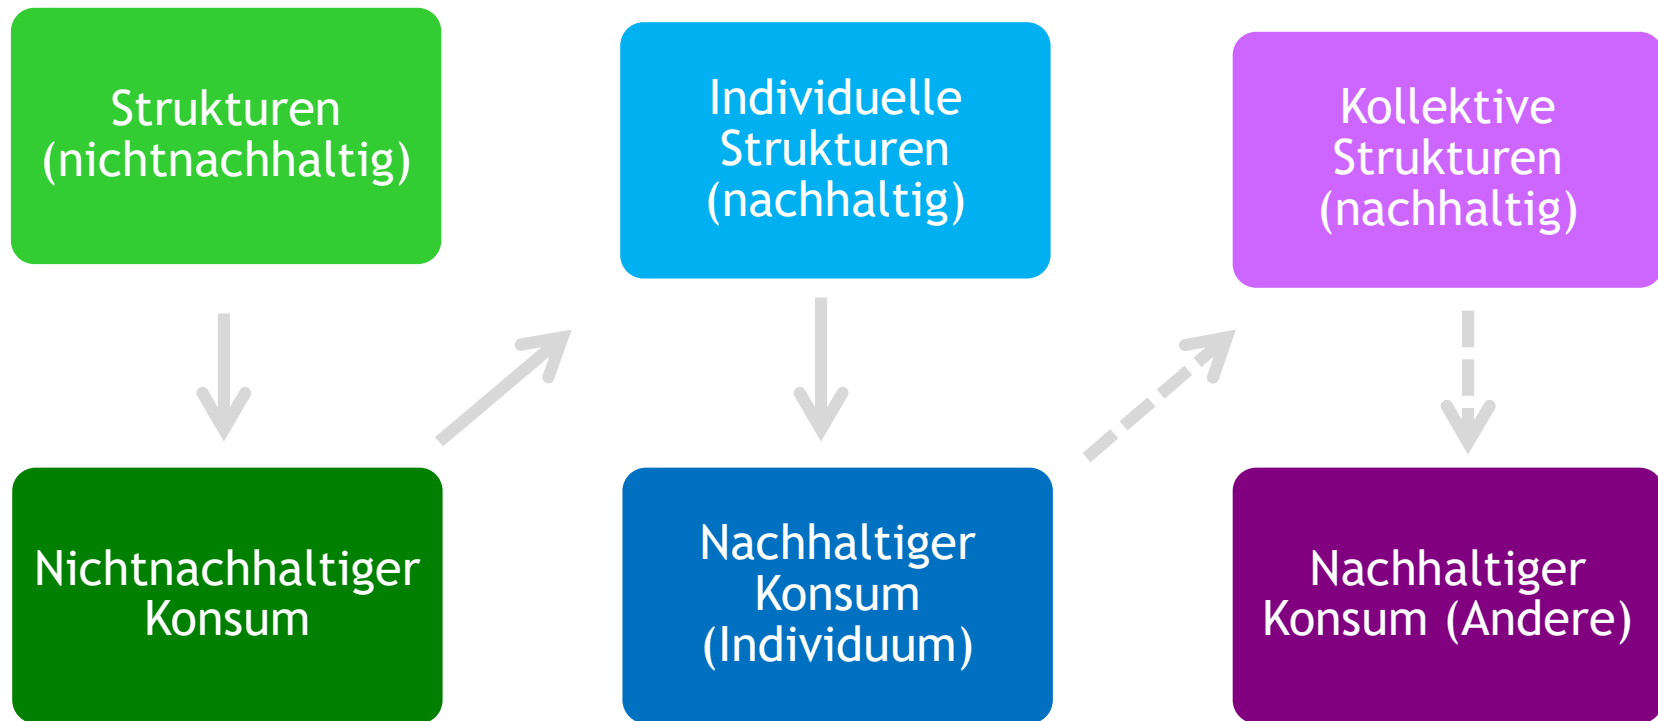 Strukturen
(nichtnachhaltig)
Individuelle
Strukturen
(nachhaltig)
Kollektive
Strukturen
(nachhaltig)
Nichtnachhaltiger
Konsum
Nachhaltiger
Konsum
(Individuum)
Nachhaltiger
Konsum (Andere)